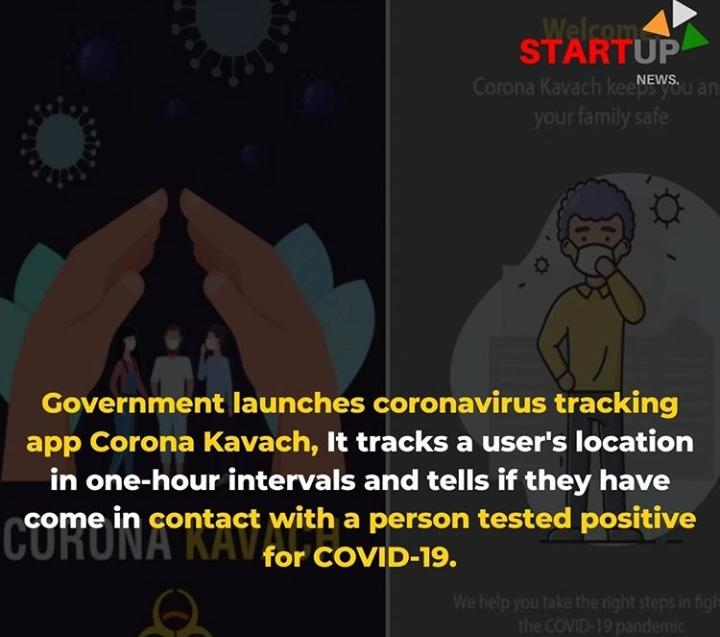 Welcome
STARTUP
NEWS.
Corona Kavach keeps you an
your family safe
Government launches coronavirus tracking
app Corona Kavach, It tracks a user's location
in one-hour intervals and tells if they have
come in contact with a person tested positive
for COVID-19.
CORONA KAVACH
We help you take the right steps in figh
the COVID-19 pandemic